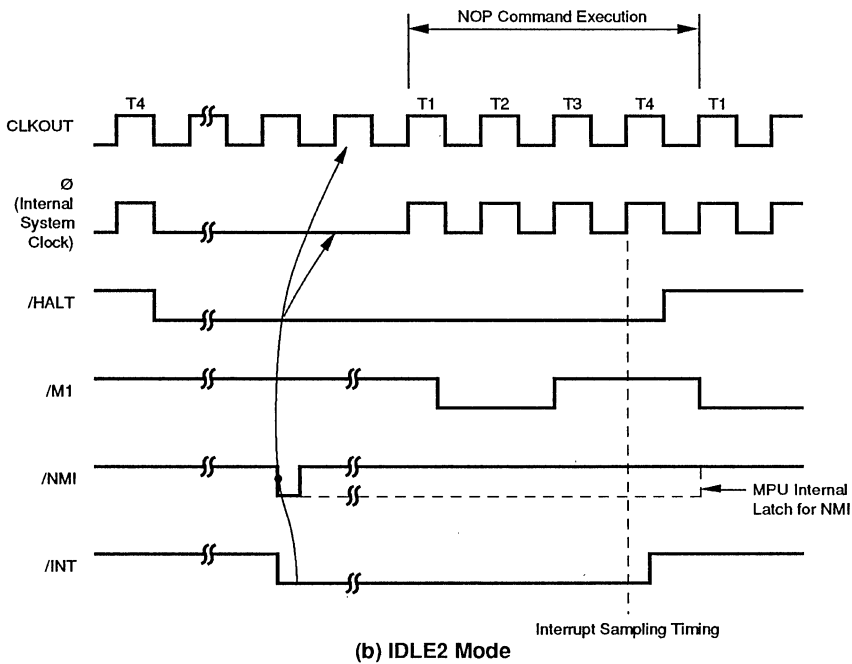 NOP Command Execution
T4
T1
T2
T3
T4
T1
CLKOUT
Ø
(Internal
System
Clock)
/HALT
/M1
/NMI
MPU Internal
Latch for NMI
/INT
Interrupt Sampling Timing
(b) IDLE2 Mode